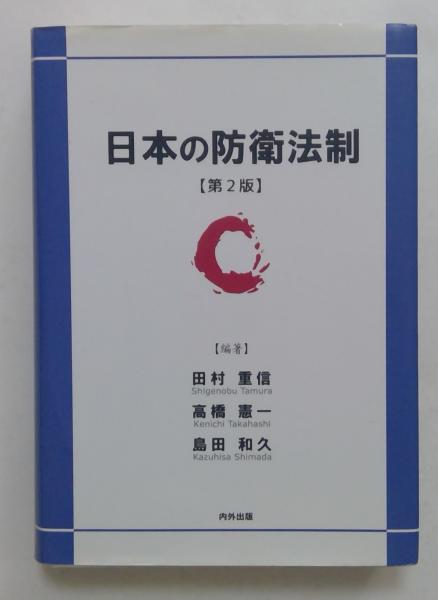 日本の防衛法制
【第2版】
【編著】
田村 重信
Shigenobu Tamura
高橋 憲一
Kenichi Takahashi
島田 和久
Kazuhisa Shimada
内外出版